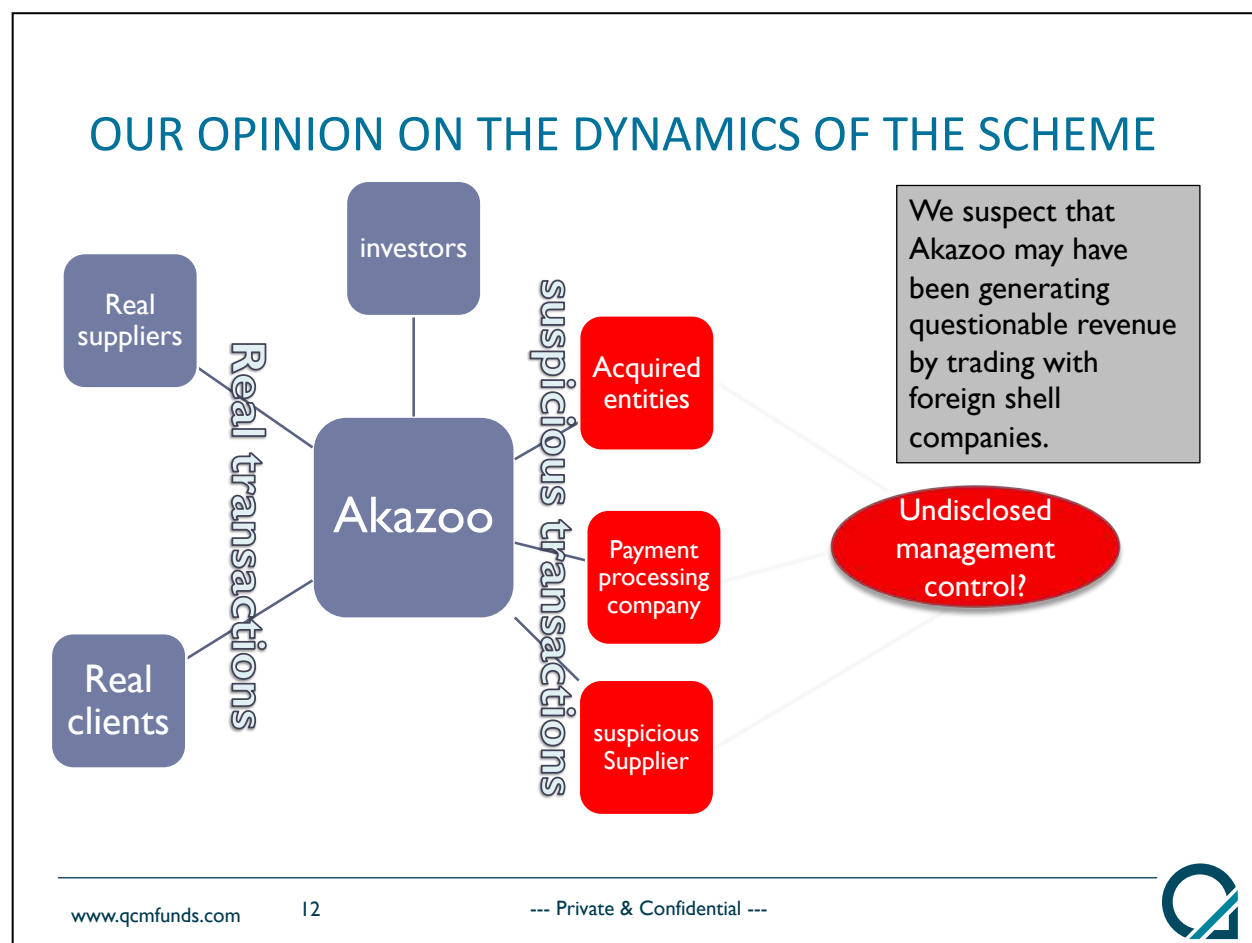 OUR OPINION ON THE DYNAMICS OF THE SCHEME
investors
Real
suppliers
Real transactions
Akazoo
Real
clients
suspicious transactions
Acquired
entities
Payment
processing
company
suspicious
Supplier
We suspect that
Akazoo may have
been generating
questionable revenue
by trading with
foreign shell
companies.
Undisclosed
management
control?
www.qcmfunds.com
12
--- Private & Confidential ---